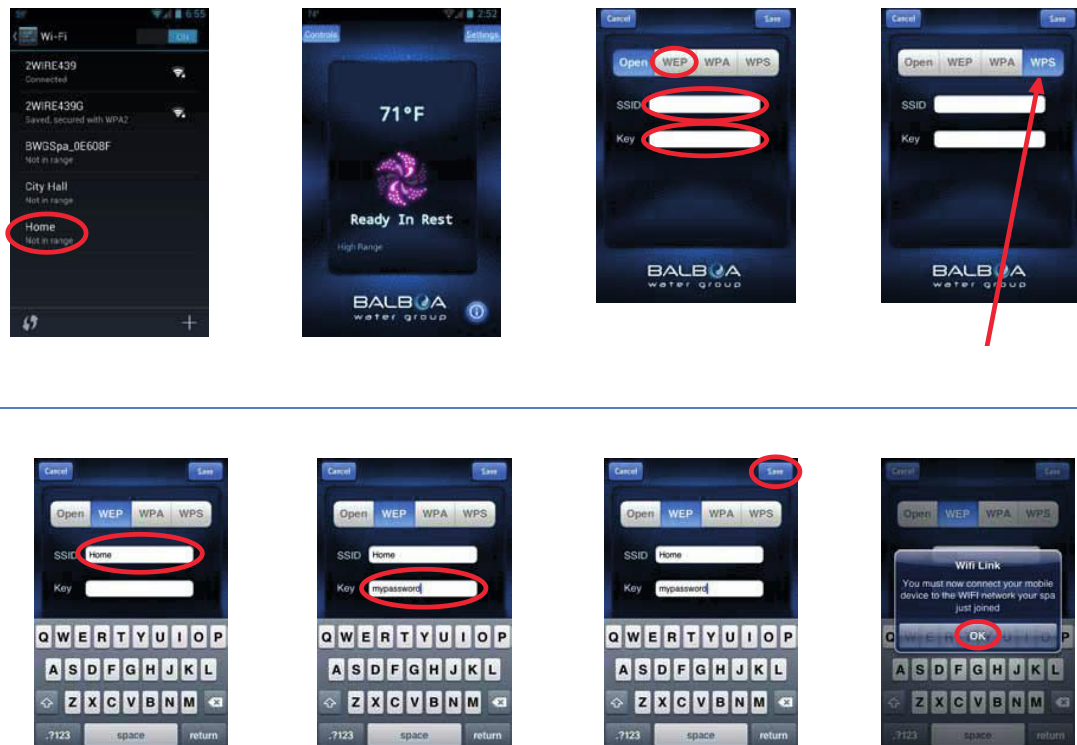 39° 6:55
Wi-Fi ON
2WIRE439
Connected
2WIRE439G
Saved, secured with WPA2
BWGSpa_0E608F
Not in range
City Hall
Not in range
Home
Not in range
74° 2:52
Controls Settings
71°F
Ready In Rest
High Range
BALBOA
water group
Cancel Save
Open WEP WPA WPS
SSID
Key
BALBOA
water group
Cancel Save
Open WEP WPA WPS
SSID
Key
BALBOA
water group
Cancel Save
Open WEP WPA WPS
SSID Home
Key
Q W E R T Y U I O P
A S D F G H J K L
Z X C V B N M
.?123 space return
Cancel Save
Open WEP WPA WPS
SSID Home
Key mypassword
Q W E R T Y U I O P
A S D F G H J K L
Z X C V B N M
.?123 space return
Cancel Save
Open WEP WPA WPS
SSID Home
Key mypassword
Q W E R T Y U I O P
A S D F G H J K L
Z X C V B N M
.?123 space return
Cancel Save
Open WEP WPA WPS
Wifi Link
You must now connect your mobile
device to the WIFI network your spa
just joined
OK
Q W E R U I O P
A S D F G H J K L
Z X C V B N M
.?123 space return